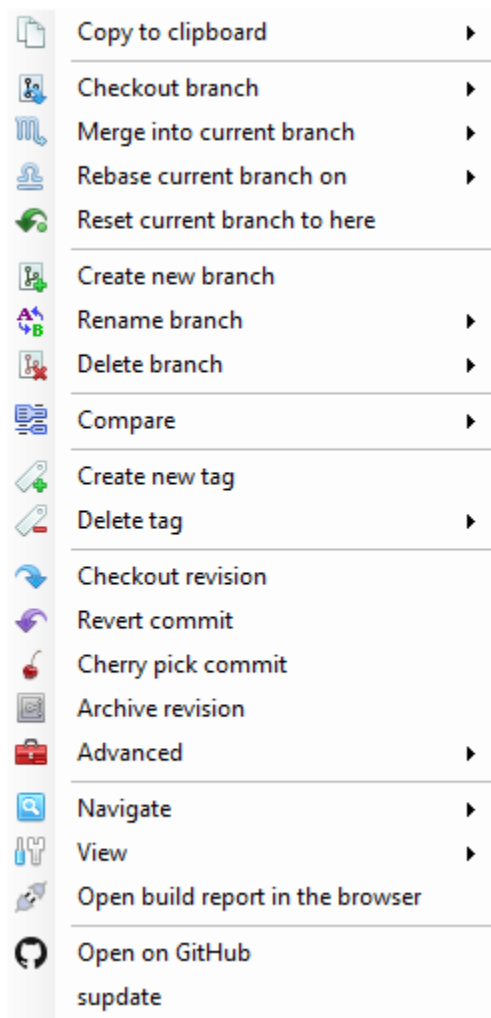 Copy to clipboard
Checkout branch
Merge into current branch
Rebase current branch on
Reset current branch to here
Create new branch
Rename branch
Delete branch
Compare
Create new tag
Delete tag
Checkout revision
Revert commit
Cherry pick commit
Archive revision
Advanced
Navigate
View
Open build report in the browser
Open on GitHub
supdate